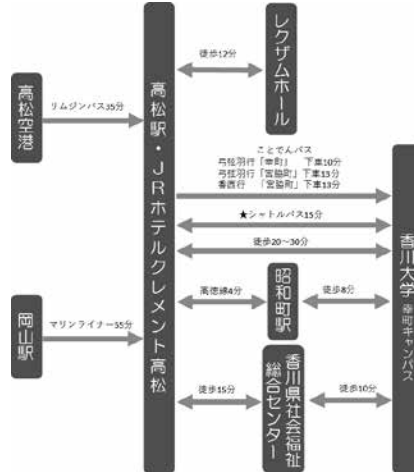 レクザムホール
徒歩12分
高松空港
リムジンバス35分
高松駅・JRホテルクレメント高松
ことでんバス
弓弦羽行「幸町」 下車10分
弓弦羽行「宮脇町」下車13分
香西行 「宮脇町」下車13分
★シャトルバス15分
徒歩20～30分
香川大学 幸町キャンパス
昭和町駅
高徳線4分
徒歩8分
岡山駅
マリンライナー55分
香川県社会福祉
総合センター
徒歩15分
徒歩10分